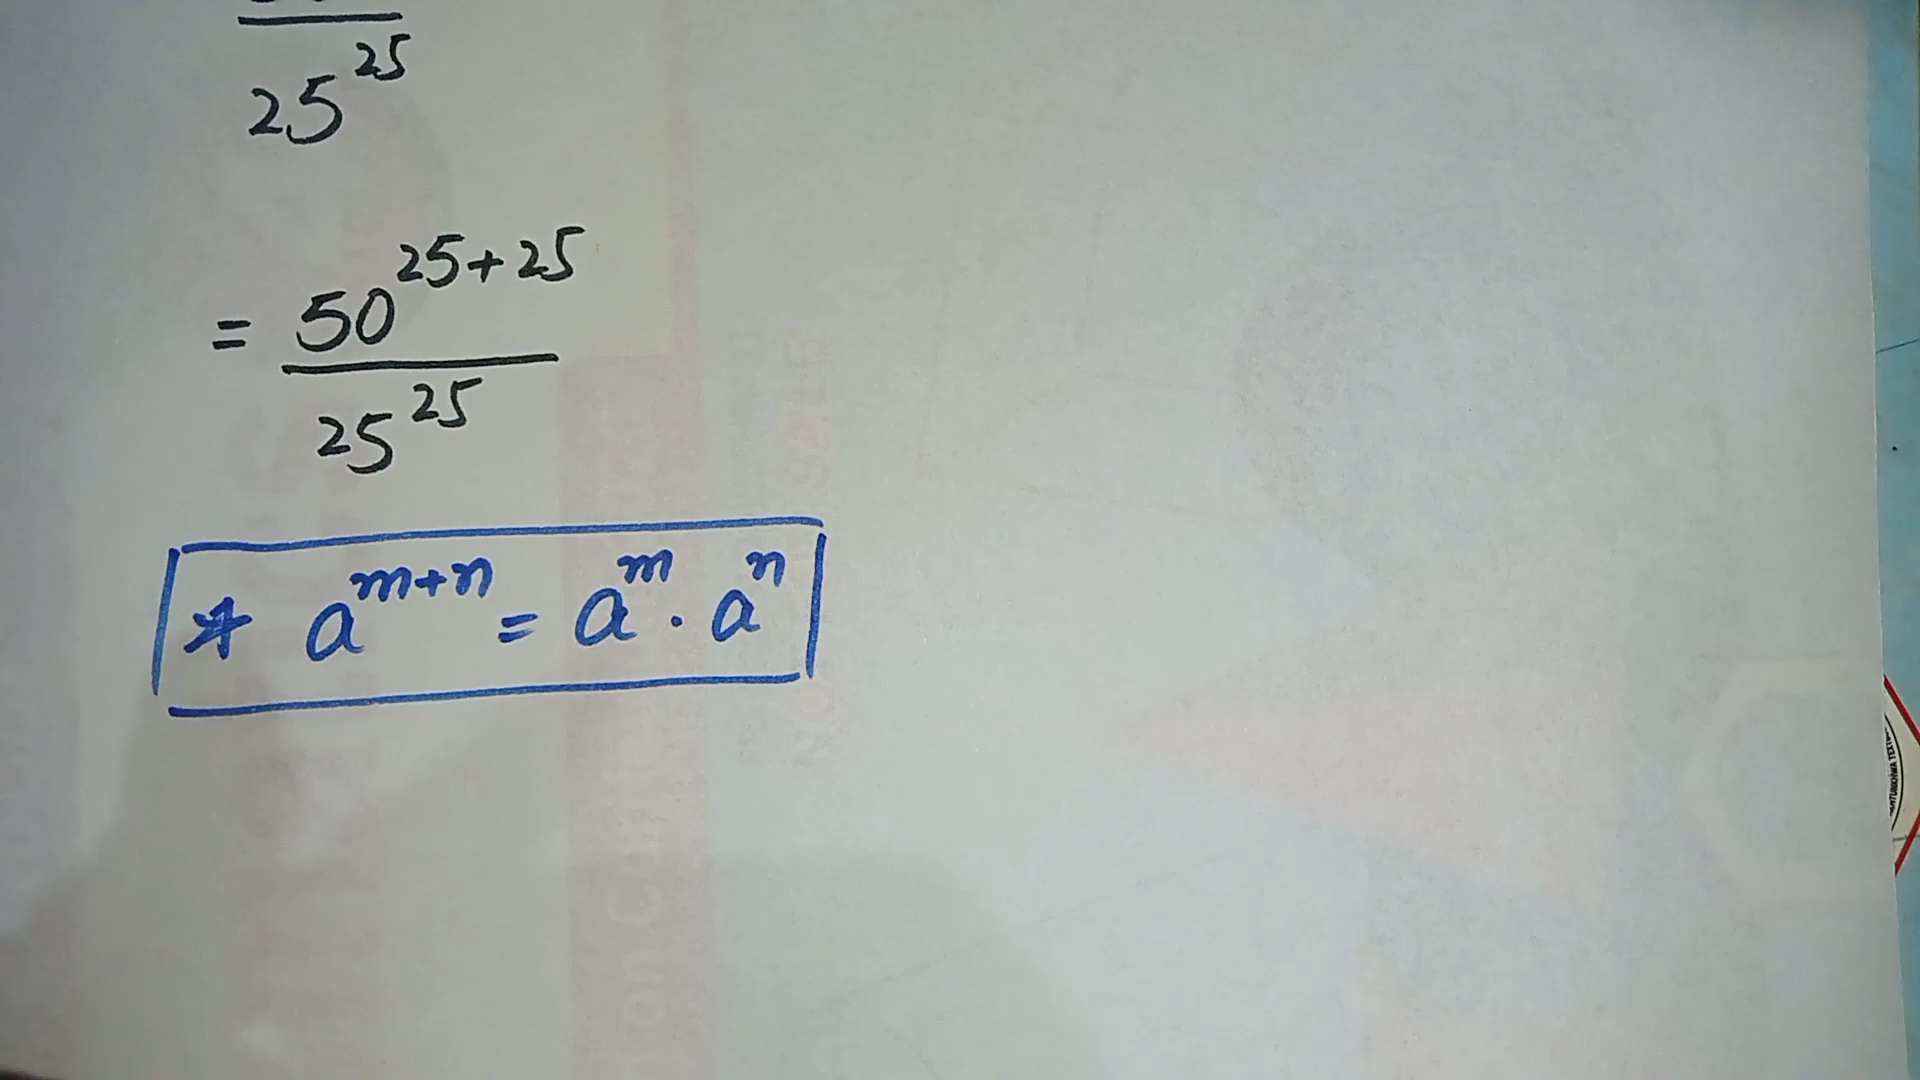 25^25
= 50^(25+25)
25^25
* a^(m+n) = a^m · a^n